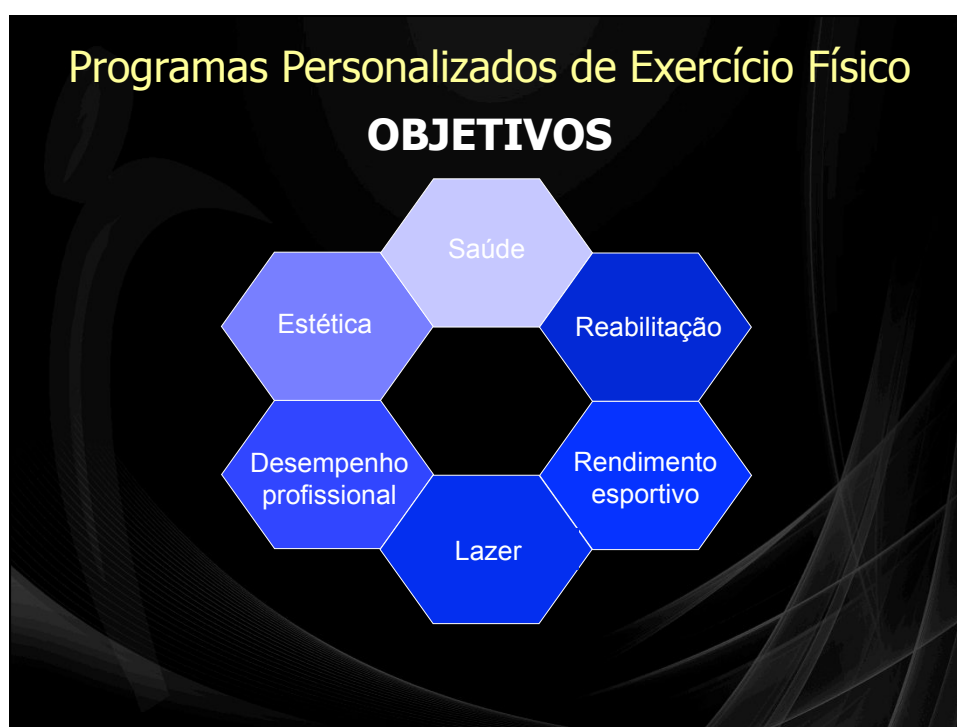 Programas Personalizados de Exercício Físico
OBJETIVOS
Saúde
Estética
Reabilitação
Desempenho
profissional
Rendimento
esportivo
Lazer